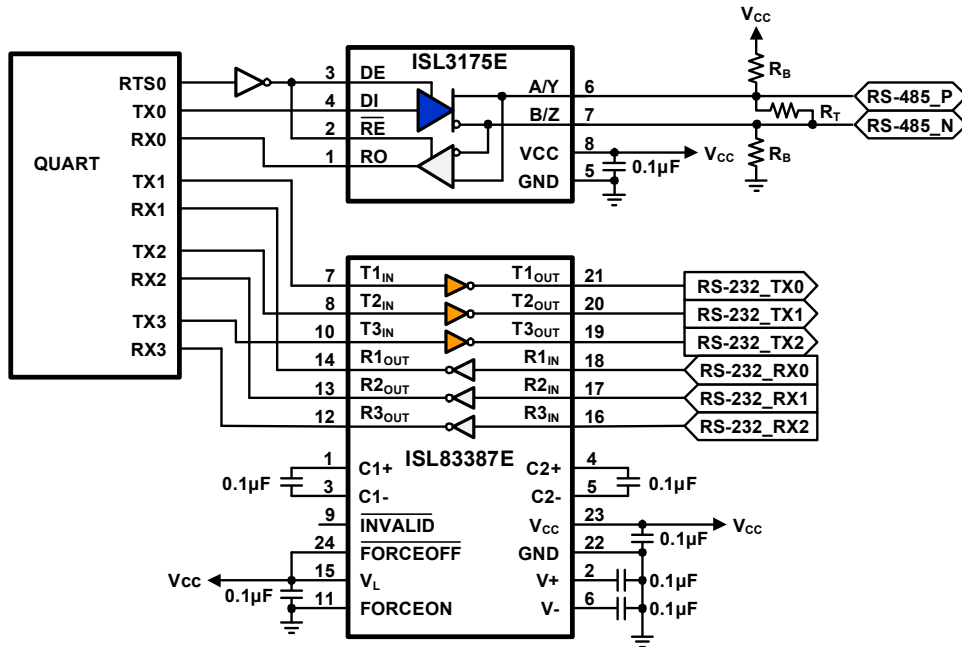 QUART
RTS0
TX0
RX0
TX1
RX1
TX2
RX2
TX3
RX3
ISL3175E
3 DE
4 DI
2 RE
1 RO
A/Y 6
B/Z 7
VCC 8
GND 5
0.1µF
VCC
VCC
RB
RT
RB
RS-485_P
RS-485_N
7 T1IN T1OUT 21
8 T2IN T2OUT 20
10 T3IN T3OUT 19
14 R1OUT R1IN 18
13 R2OUT R2IN 17
12 R3OUT R3IN 16
RS-232_TX0
RS-232_TX1
RS-232_TX2
RS-232_RX0
RS-232_RX1
RS-232_RX2
ISL83387E
1 C1+
0.1µF
3 C1-
9 INVALID
24 FORCEOFF
15 VL
11 FORCEON
Vcc
0.1µF
C2+ 4
0.1µF
C2- 5
VCC 23
VCC
0.1µF
GND 22
V+ 2
0.1µF
V- 6
0.1µF